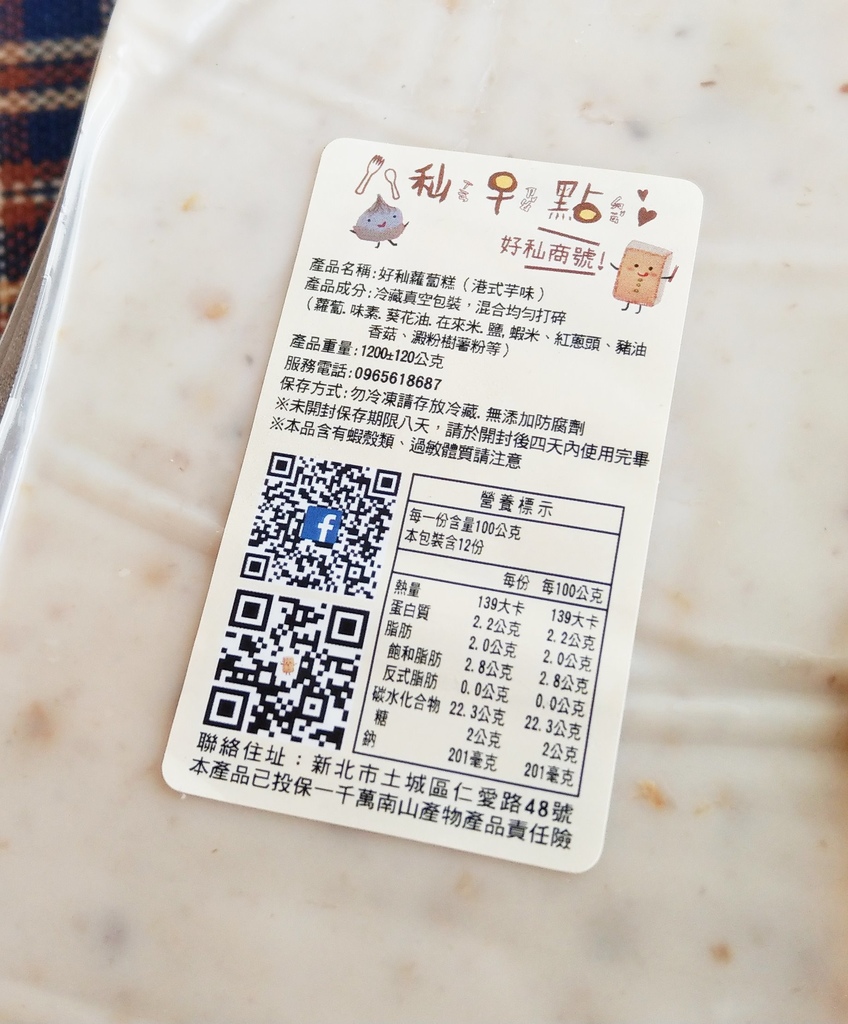 秈早點
好秈商號!
產品名稱:好秈蘿蔔糕(港式芋味)
產品成分:冷藏真空包裝,混合均勻打碎
(蘿蔔.味素.葵花油.在來米.鹽.蝦米、紅蔥頭、豬油
香菇、澱粉樹薯粉等)
產品重量:1200±120公克
服務電話:0965618687
保存方式:勿冷凍請存放冷藏.無添加防腐劑
※未開封保存期限八天,請於開封後四天內使用完畢
※本品含有蝦殼類、過敏體質請注意
營養標示
每一份含量100公克
本包裝含12份
每份 每100公克
熱量 139大卡 139大卡
蛋白質 2.2公克 2.2公克
脂肪 2.0公克 2.0公克
飽和脂肪 2.8公克 2.8公克
反式脂肪 0.0公克 0.0公克
碳水化合物 22.3公克 22.3公克
糖 2公克 2公克
鈉 201毫克 201毫克
聯絡住址:新北市土城區仁愛路48號
本產品已投保一千萬南山產物產品責任險